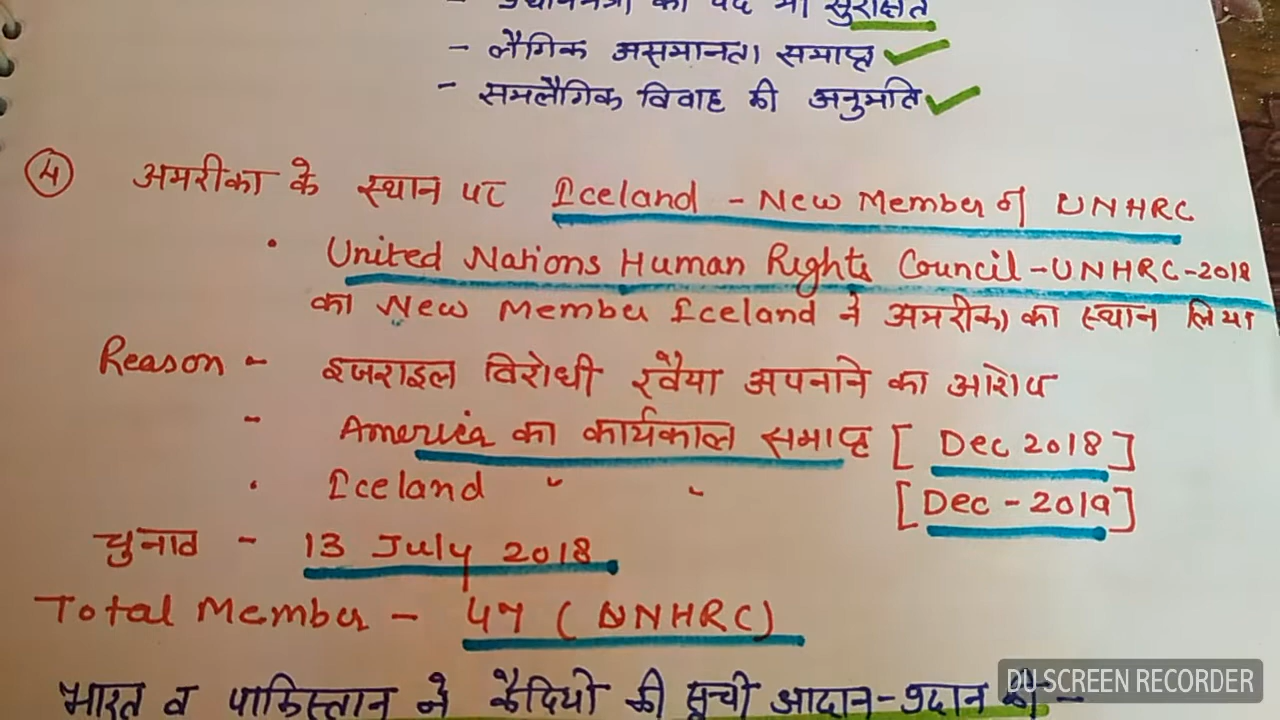 का पद भी सुरक्षित
- लैगिक असमानता समाप्त
- समलैगिक विवाह की अनुमति
4 अमरीका के स्थान पर Iceland - New Member of UNHRC
• United Nations Human Rights Council - UNHRC - 2018
का New Member Iceland ने अमरीका का स्थान लिया
Reason - इजराइल विरोधी रवैया अपनाने का आरोप
- America का कार्यकाल समाप्त [ Dec 2018 ]
• Iceland " " [ Dec - 2019 ]
चुनाव - 13 July 2018
Total Member - 47 ( UNHRC )
भारत व पाकिस्तान ने कैदियो की सूची आदान-प्रदान की -
DU SCREEN RECORDER